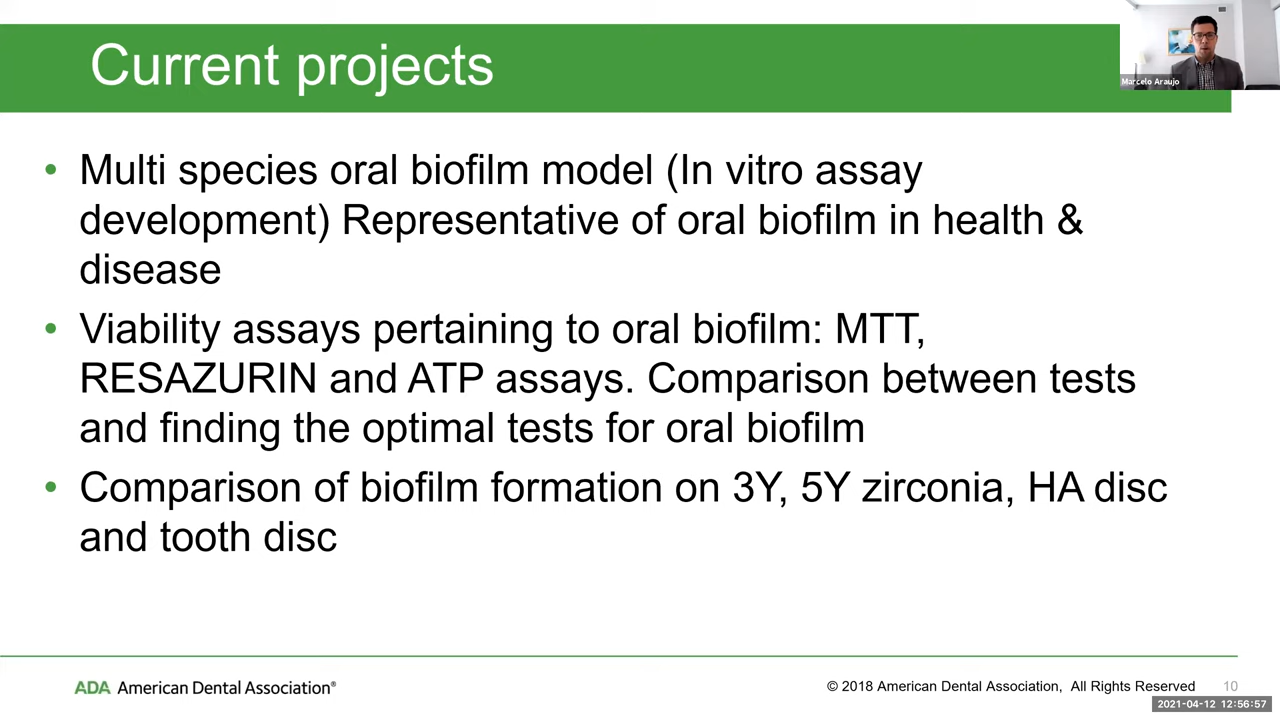 Current projects
Marcelo Araujo
• Multi species oral biofilm model (In vitro assay
development) Representative of oral biofilm in health &
disease
• Viability assays pertaining to oral biofilm: MTT,
RESAZURIN and ATP assays. Comparison between tests
and finding the optimal tests for oral biofilm
• Comparison of biofilm formation on 3Y, 5Y zirconia, HA disc
and tooth disc
ADA American Dental Association®
© 2018 American Dental Association, All Rights Reserved 10
2021-04-12 12:56:57